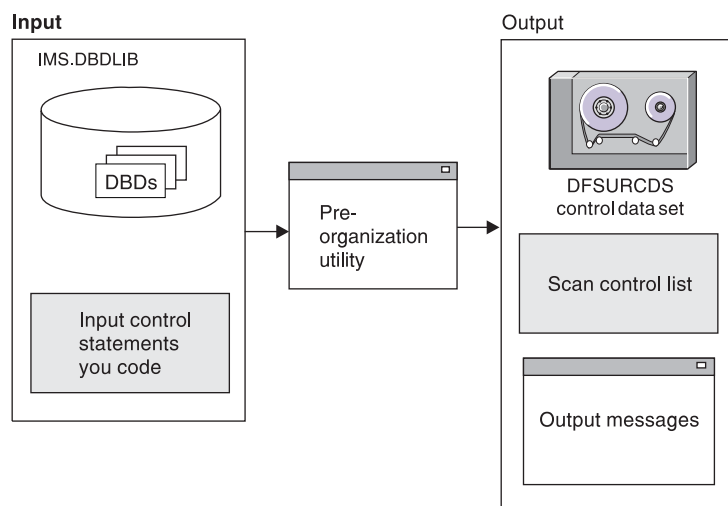 Input
IMS.DBDLIB
DBDs
Input control
statements
you code
Pre-
organization
utility
Output
DFSURCDS
control data set
Scan control list
Output messages